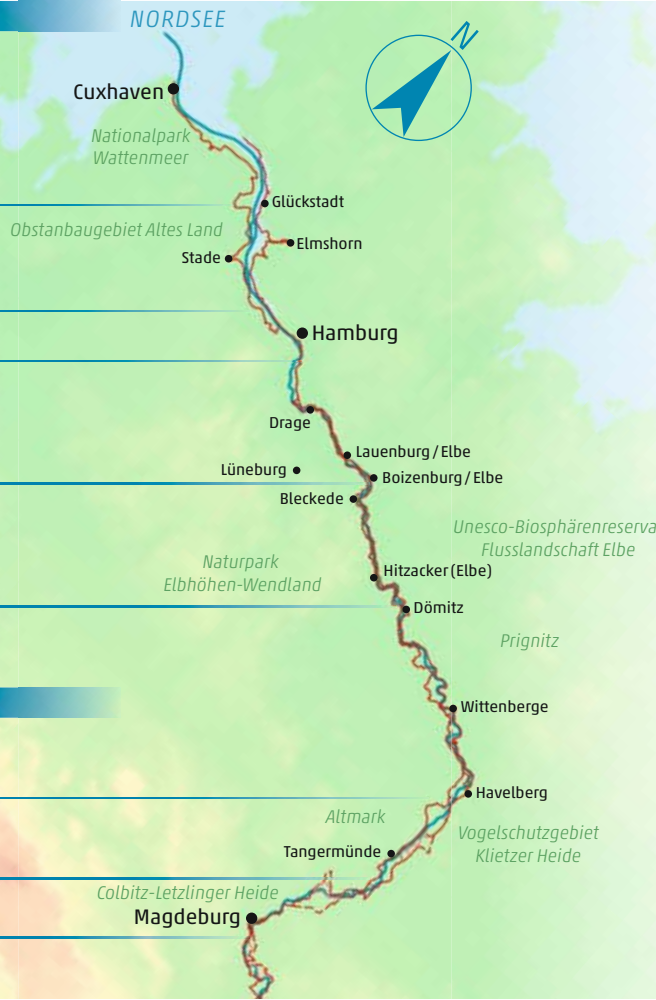 NORDSEE
N
Cuxhaven
Nationalpark
Wattenmeer
Glückstadt
Obstanbaugebiet Altes Land
Elmshorn
Stade
Hamburg
Drage
Lauenburg / Elbe
Lüneburg
Boizenburg / Elbe
Bleckede
Unesco-Biosphärenreserva
Flusslandschaft Elbe
Naturpark
Elbhöhen-Wendland
Hitzacker (Elbe)
Dömitz
Prignitz
Wittenberge
Havelberg
Altmark
Vogelschutzgebiet
Klietzer Heide
Tangermünde
Colbitz-Letzlinger Heide
Magdeburg